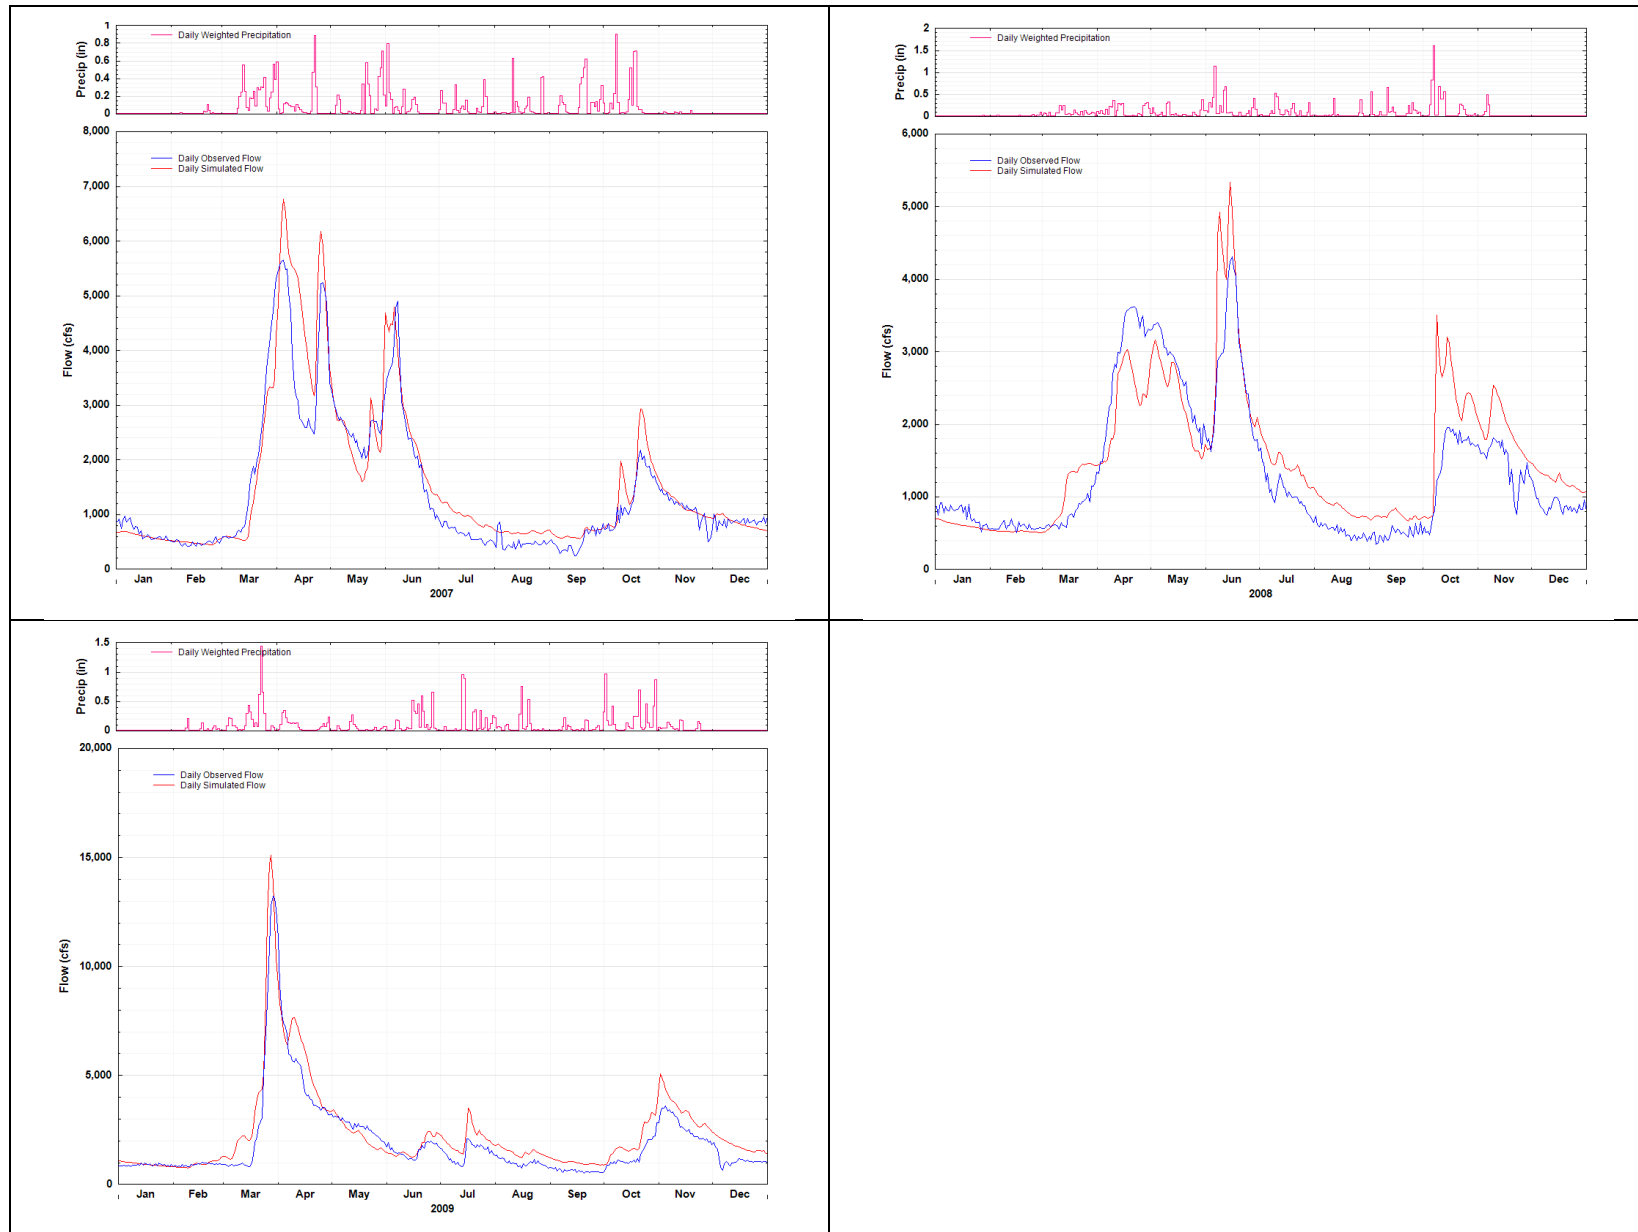 1
0.8
0.6
0.4
0.2
0
Precip (in)
Daily Weighted Precipitation
8,000
7,000
6,000
5,000
4,000
3,000
2,000
1,000
0
Flow (cfs)
Daily Observed Flow
Daily Simulated Flow
Jan Feb Mar Apr May Jun Jul Aug Sep Oct Nov Dec
2007
2
1.5
1
0.5
0
Precip (in)
Daily Weighted Precipitation
6,000
5,000
4,000
3,000
2,000
1,000
0
Flow (cfs)
Daily Observed Flow
Daily Simulated Flow
Jan Feb Mar Apr May Jun Jul Aug Sep Oct Nov Dec
2008
1.5
1
0.5
0
Precip (in)
Daily Weighted Precipitation
20,000
15,000
10,000
5,000
0
Flow (cfs)
Daily Observed Flow
Daily Simulated Flow
Jan Feb Mar Apr May Jun Jul Aug Sep Oct Nov Dec
2009